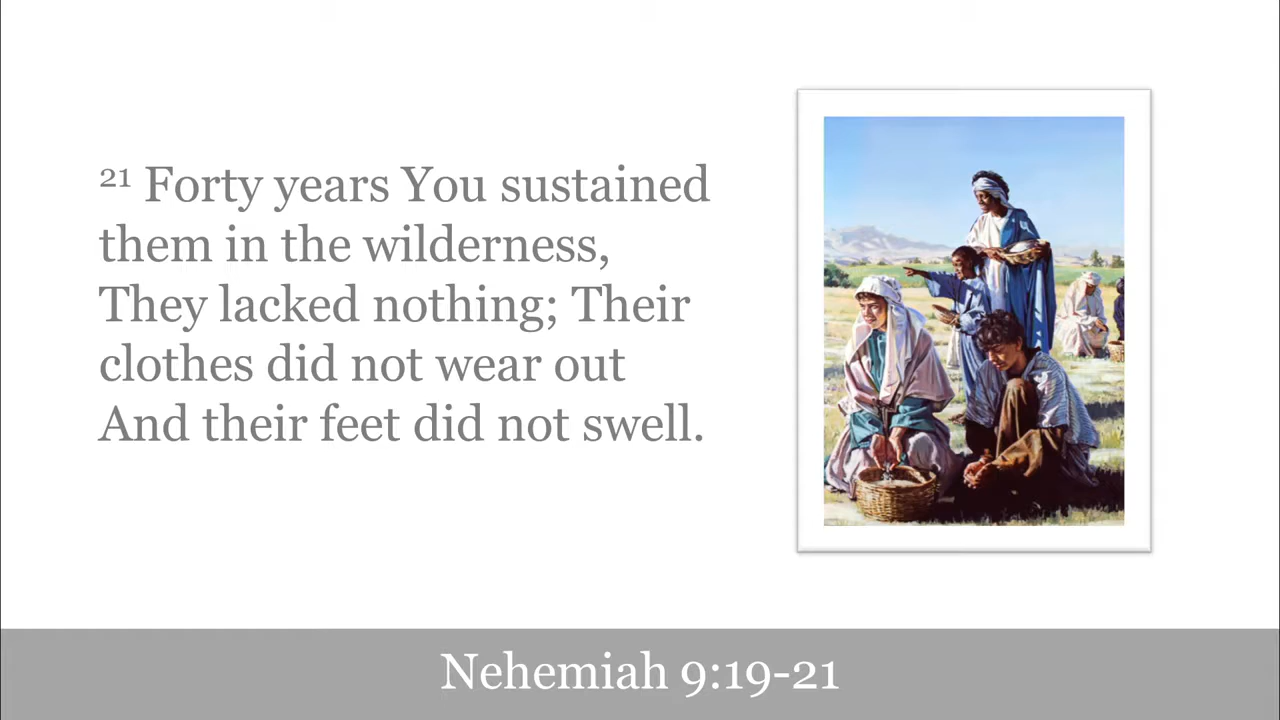 ²¹ Forty years You sustained
them in the wilderness,
They lacked nothing; Their
clothes did not wear out
And their feet did not swell.
Nehemiah 9:19-21